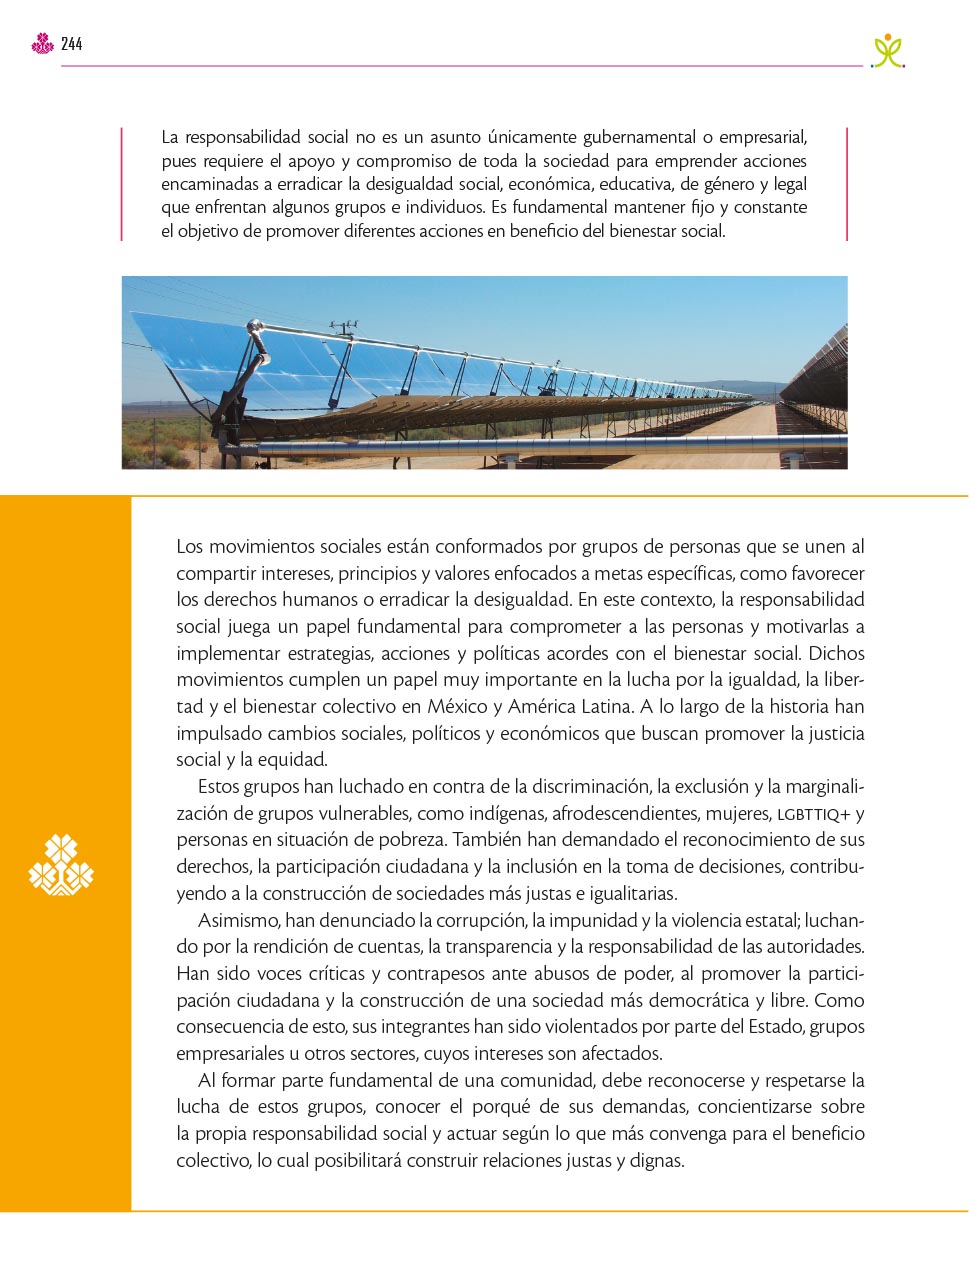 244
La responsabilidad social no es un asunto únicamente gubernamental o empresarial,
pues requiere el apoyo y compromiso de toda la sociedad para emprender acciones
encaminadas a erradicar la desigualdad social, económica, educativa, de género y legal
que enfrentan algunos grupos e individuos. Es fundamental mantener fijo y constante
el objetivo de promover diferentes acciones en beneficio del bienestar social.
Los movimientos sociales están conformados por grupos de personas que se unen al
compartir intereses, principios y valores enfocados a metas específicas, como favorecer
los derechos humanos o erradicar la desigualdad. En este contexto, la responsabilidad
social juega un papel fundamental para comprometer a las personas y motivarlas a
implementar estrategias, acciones y políticas acordes con el bienestar social. Dichos
movimientos cumplen un papel muy importante en la lucha por la igualdad, la liber-
tad y el bienestar colectivo en México y América Latina. A lo largo de la historia han
impulsado cambios sociales, políticos y económicos que buscan promover la justicia
social y la equidad.
Estos grupos han luchado en contra de la discriminación, la exclusión y la marginali-
zación de grupos vulnerables, como indígenas, afrodescendientes, mujeres, LGBTTIQ+ y
personas en situación de pobreza. También han demandado el reconocimiento de sus
derechos, la participación ciudadana y la inclusión en la toma de decisiones, contribu-
yendo a la construcción de sociedades más justas e igualitarias.
Asimismo, han denunciado la corrupción, la impunidad y la violencia estatal; luchan-
do por la rendición de cuentas, la transparencia y la responsabilidad de las autoridades.
Han sido voces críticas y contrapesos ante abusos de poder, al promover la partici-
pación ciudadana y la construcción de una sociedad más democrática y libre. Como
consecuencia de esto, sus integrantes han sido violentados por parte del Estado, grupos
empresariales u otros sectores, cuyos intereses son afectados.
Al formar parte fundamental de una comunidad, debe reconocerse y respetarse la
lucha de estos grupos, conocer el porqué de sus demandas, concientizarse sobre
la propia responsabilidad social y actuar según lo que más convenga para el beneficio
colectivo, lo cual posibilitará construir relaciones justas y dignas.